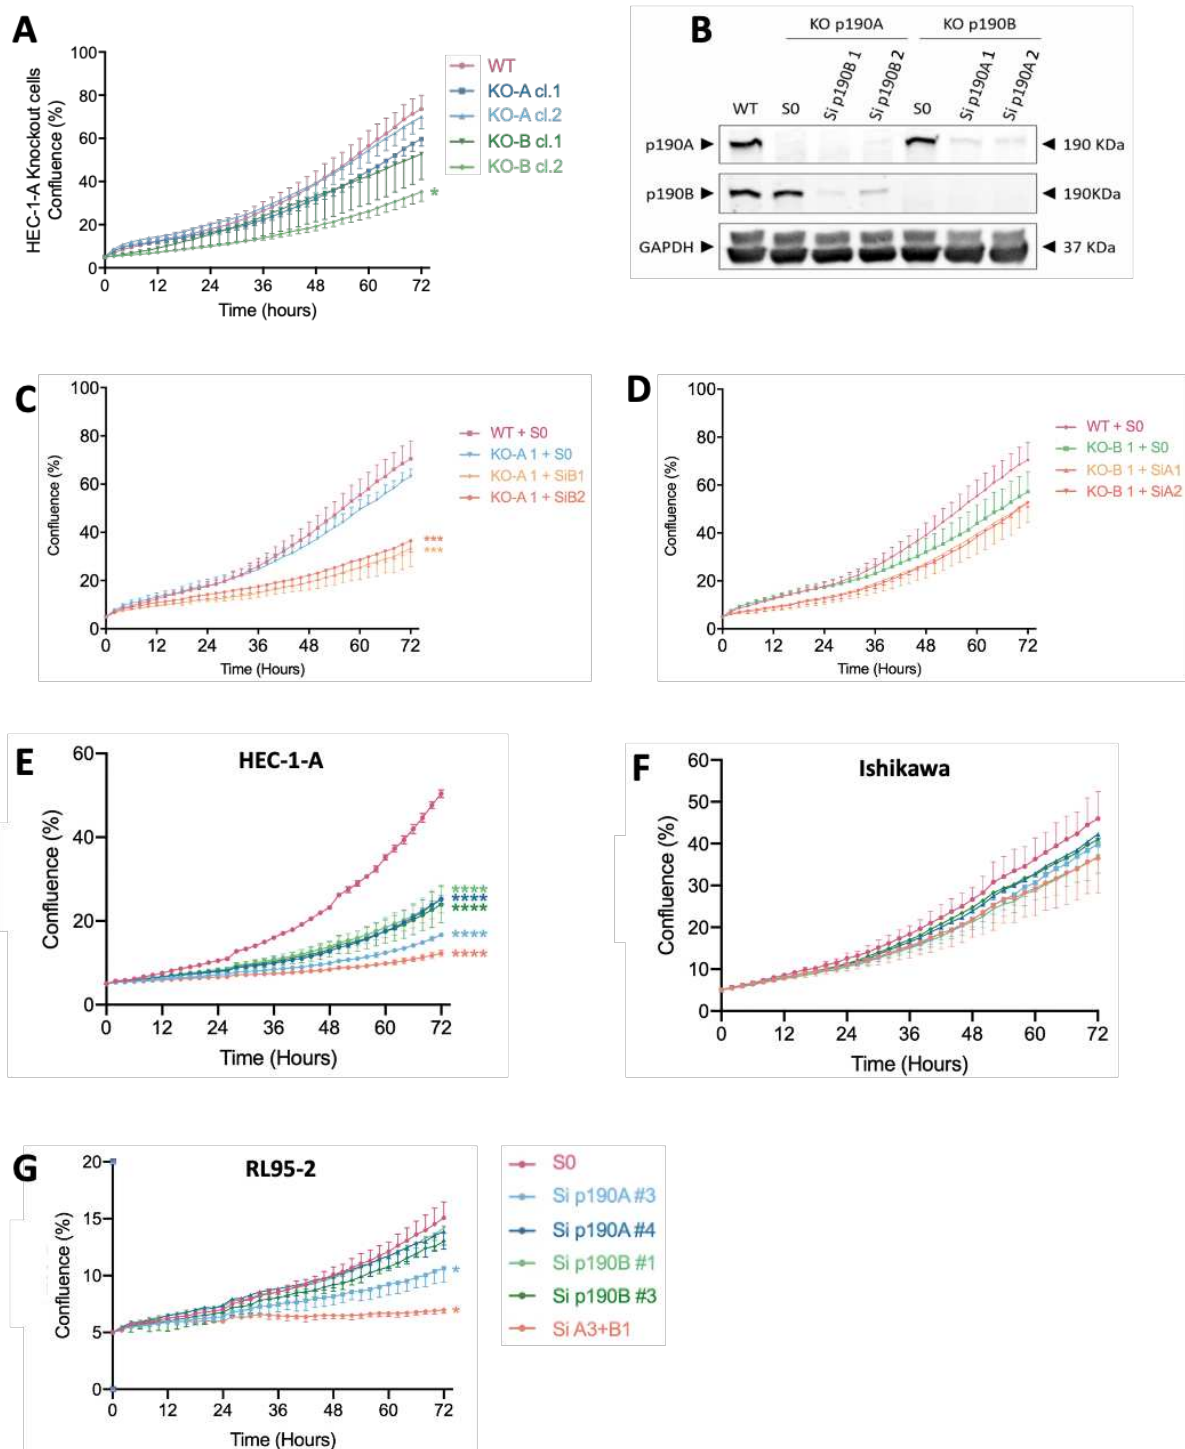 A
HEC-1-A Knockout cells
Confluence (%)
100
80
60
40
20
0
0 12 24 36 48 60 72
Time (hours)
WT
KO-A cl.1
KO-A cl.2
KO-B cl.1
KO-B cl.2
*
B
KO p190A KO p190B
WT S0 Si p190B 1 Si p190B 2 S0 Si p190A 1 Si p190A 2
p190A ► ◄ 190 KDa
p190B ► ◄ 190KDa
GAPDH ► ◄ 37 KDa
C
Confluence (%)
100
80
60
40
20
0
0 12 24 36 48 60 72
Time (Hours)
WT + S0
KO-A 1 + S0
KO-A 1 + SiB1
KO-A 1 + SiB2
***
***
D
Confluence (%)
100
80
60
40
20
0
0 12 24 36 48 60 72
Time (Hours)
WT + S0
KO-B 1 + S0
KO-B 1 + SiA1
KO-B 1 + SiA2
E
HEC-1-A
Confluence (%)
60
40
20
0
0 12 24 36 48 60 72
Time (Hours)
****
****
****
****
****
F
Ishikawa
Confluence (%)
60
50
40
30
20
10
0
0 12 24 36 48 60 72
Time (Hours)
G
RL95-2
Confluence (%)
20
15
10
5
0
0 12 24 36 48 60 72
Time (Hours)
*
*
S0
Si p190A #3
Si p190A #4
Si p190B #1
Si p190B #3
Si A3+B1